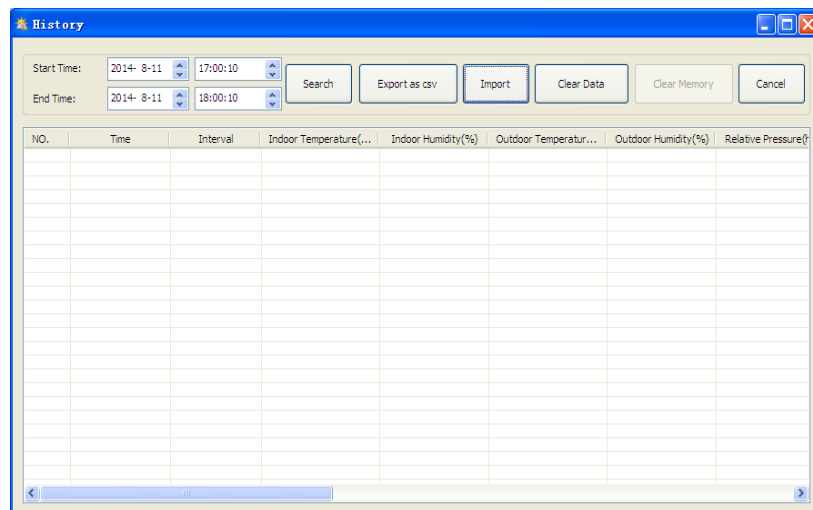 History
Start Time: 2014- 8-11 17:00:10
End Time: 2014- 8-11 18:00:10
Search Export as csv Import Clear Data Clear Memory Cancel
NO. Time Interval Indoor Temperature(... Indoor Humidity(%) Outdoor Temperatur... Outdoor Humidity(%) Relative Pressure(h